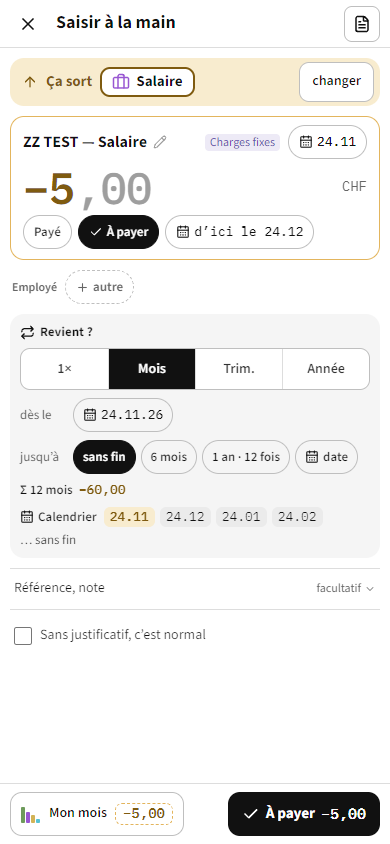 Saisir à la main
Ça sort Salaire changer
ZZ TEST — Salaire Charges fixes 24.11
−5,00 CHF
Payé À payer d’ici le 24.12
Employé + autre
Revient ?
1× Mois Trim. Année
dès le 24.11.26
jusqu’à sans fin 6 mois 1 an · 12 fois date
Σ 12 mois −60,00
Calendrier 24.11 24.12 24.01 24.02
… sans fin
Référence, note facultatif
Sans justificatif, c’est normal
Mon mois −5,00 À payer −5,00